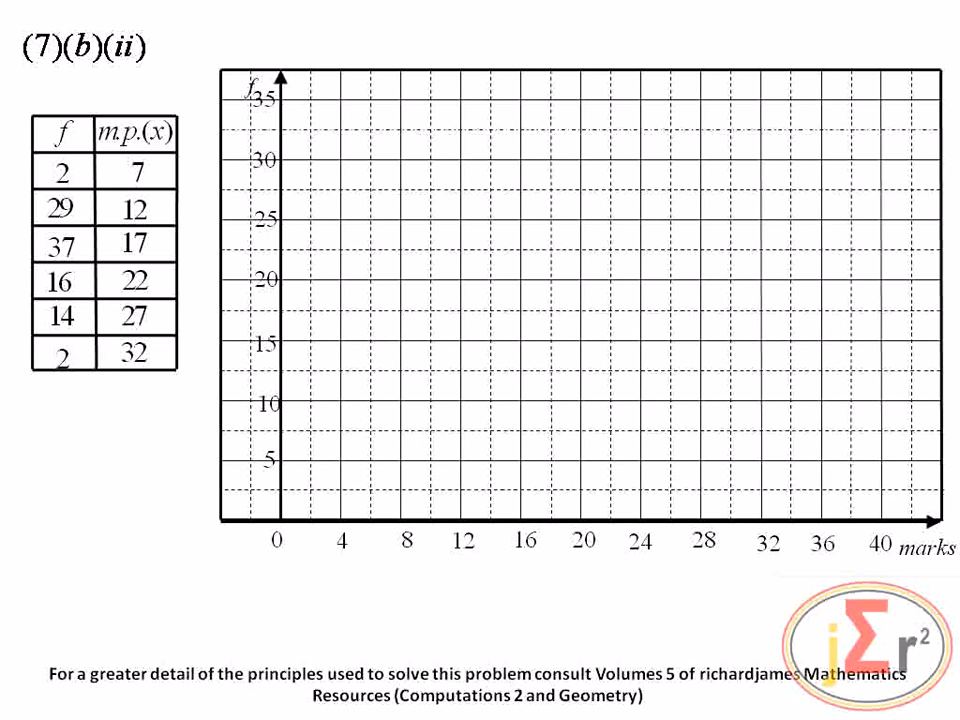 (7)(b)(ii)
f m.p.(x)
2 7
29 12
37 17
16 22
14 27
2 32
f
35
30
25
20
15
10
5
0 4 8 12 16 20 24 28 32 36 40 marks
jΣr²
For a greater detail of the principles used to solve this problem consult Volumes 5 of richardjames Mathematics
Resources (Computations 2 and Geometry)